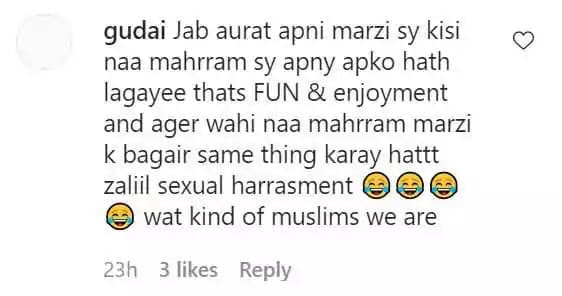 gudai Jab aurat apni marzi sy kisi
naa mahrram sy apny apko hath
lagayee thats FUN & enjoyment
and ager wahi naa mahrram marzi
k bagair same thing karay hattt
zaliil sexual harrasment 😂😂😂
😂 wat kind of muslims we are
23h 3 likes Reply